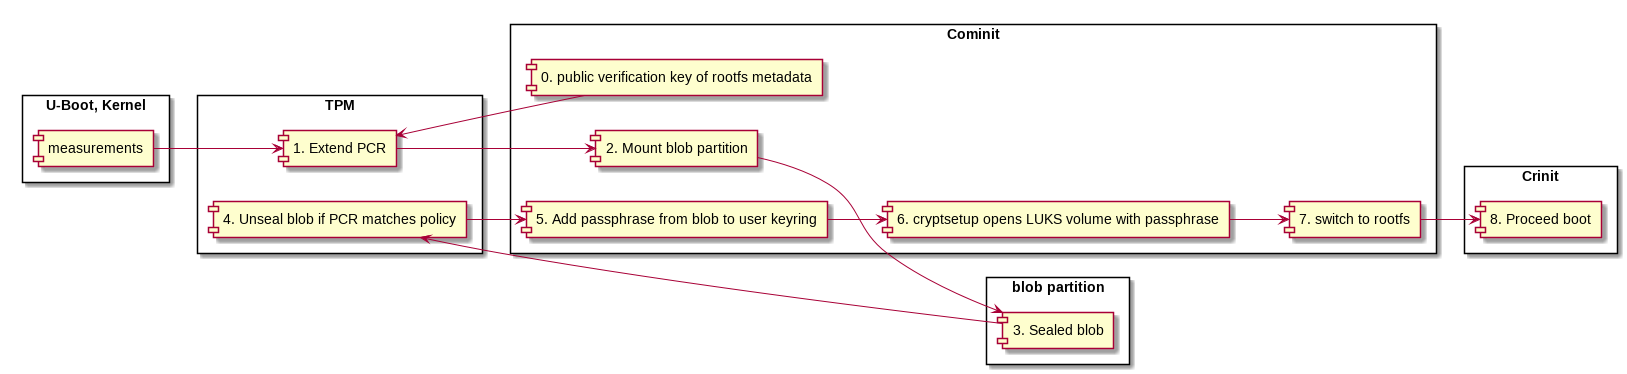 Cominit
0. public verification key of rootfs metadata
U-Boot, Kernel
TPM
measurements
1. Extend PCR
2. Mount blob partition
Crinit
4. Unseal blob if PCR matches policy
5. Add passphrase from blob to user keyring
6. cryptsetup opens LUKS volume with passphrase
7. switch to rootfs
8. Proceed boot
blob partition
3. Sealed blob